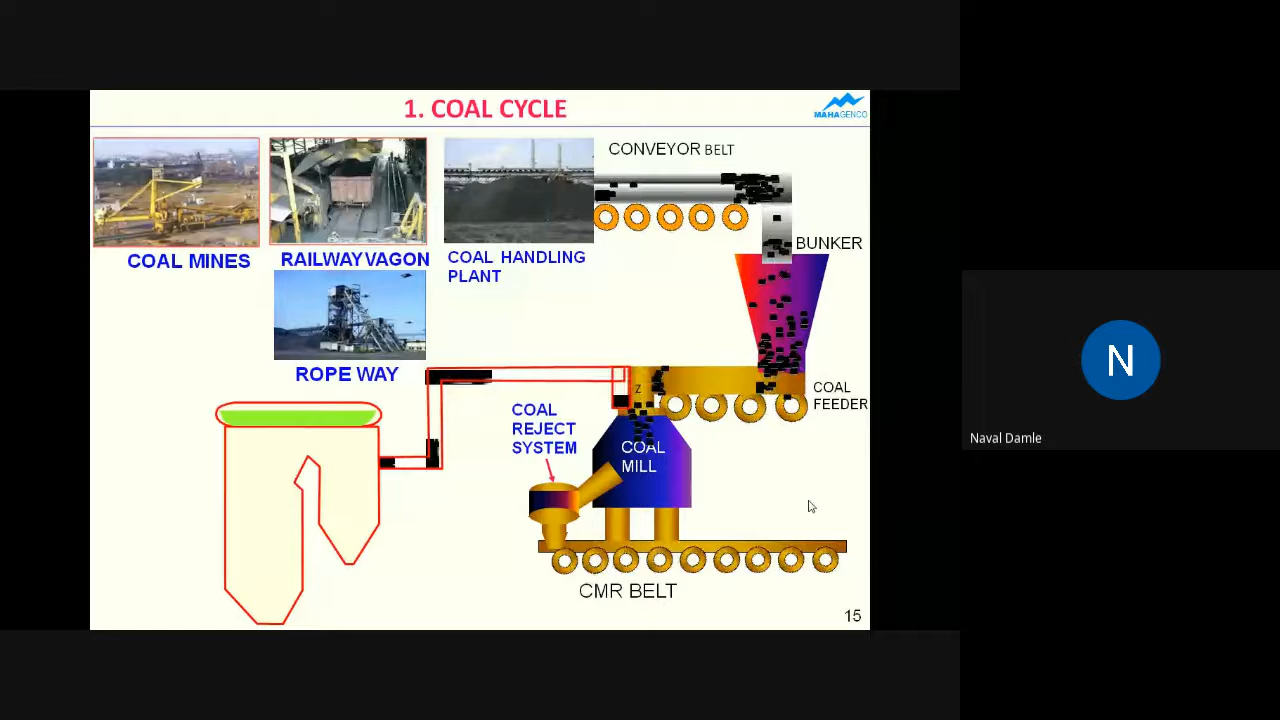 1. COAL CYCLE
MAHAGENCO
CONVEYOR BELT
BUNKER
COAL MINES
RAILWAY VAGON
COAL HANDLING
PLANT
ROPE WAY
COAL
FEEDER
Z
COAL
REJECT
SYSTEM
COAL
MILL
CMR BELT
15
N
Naval Damle